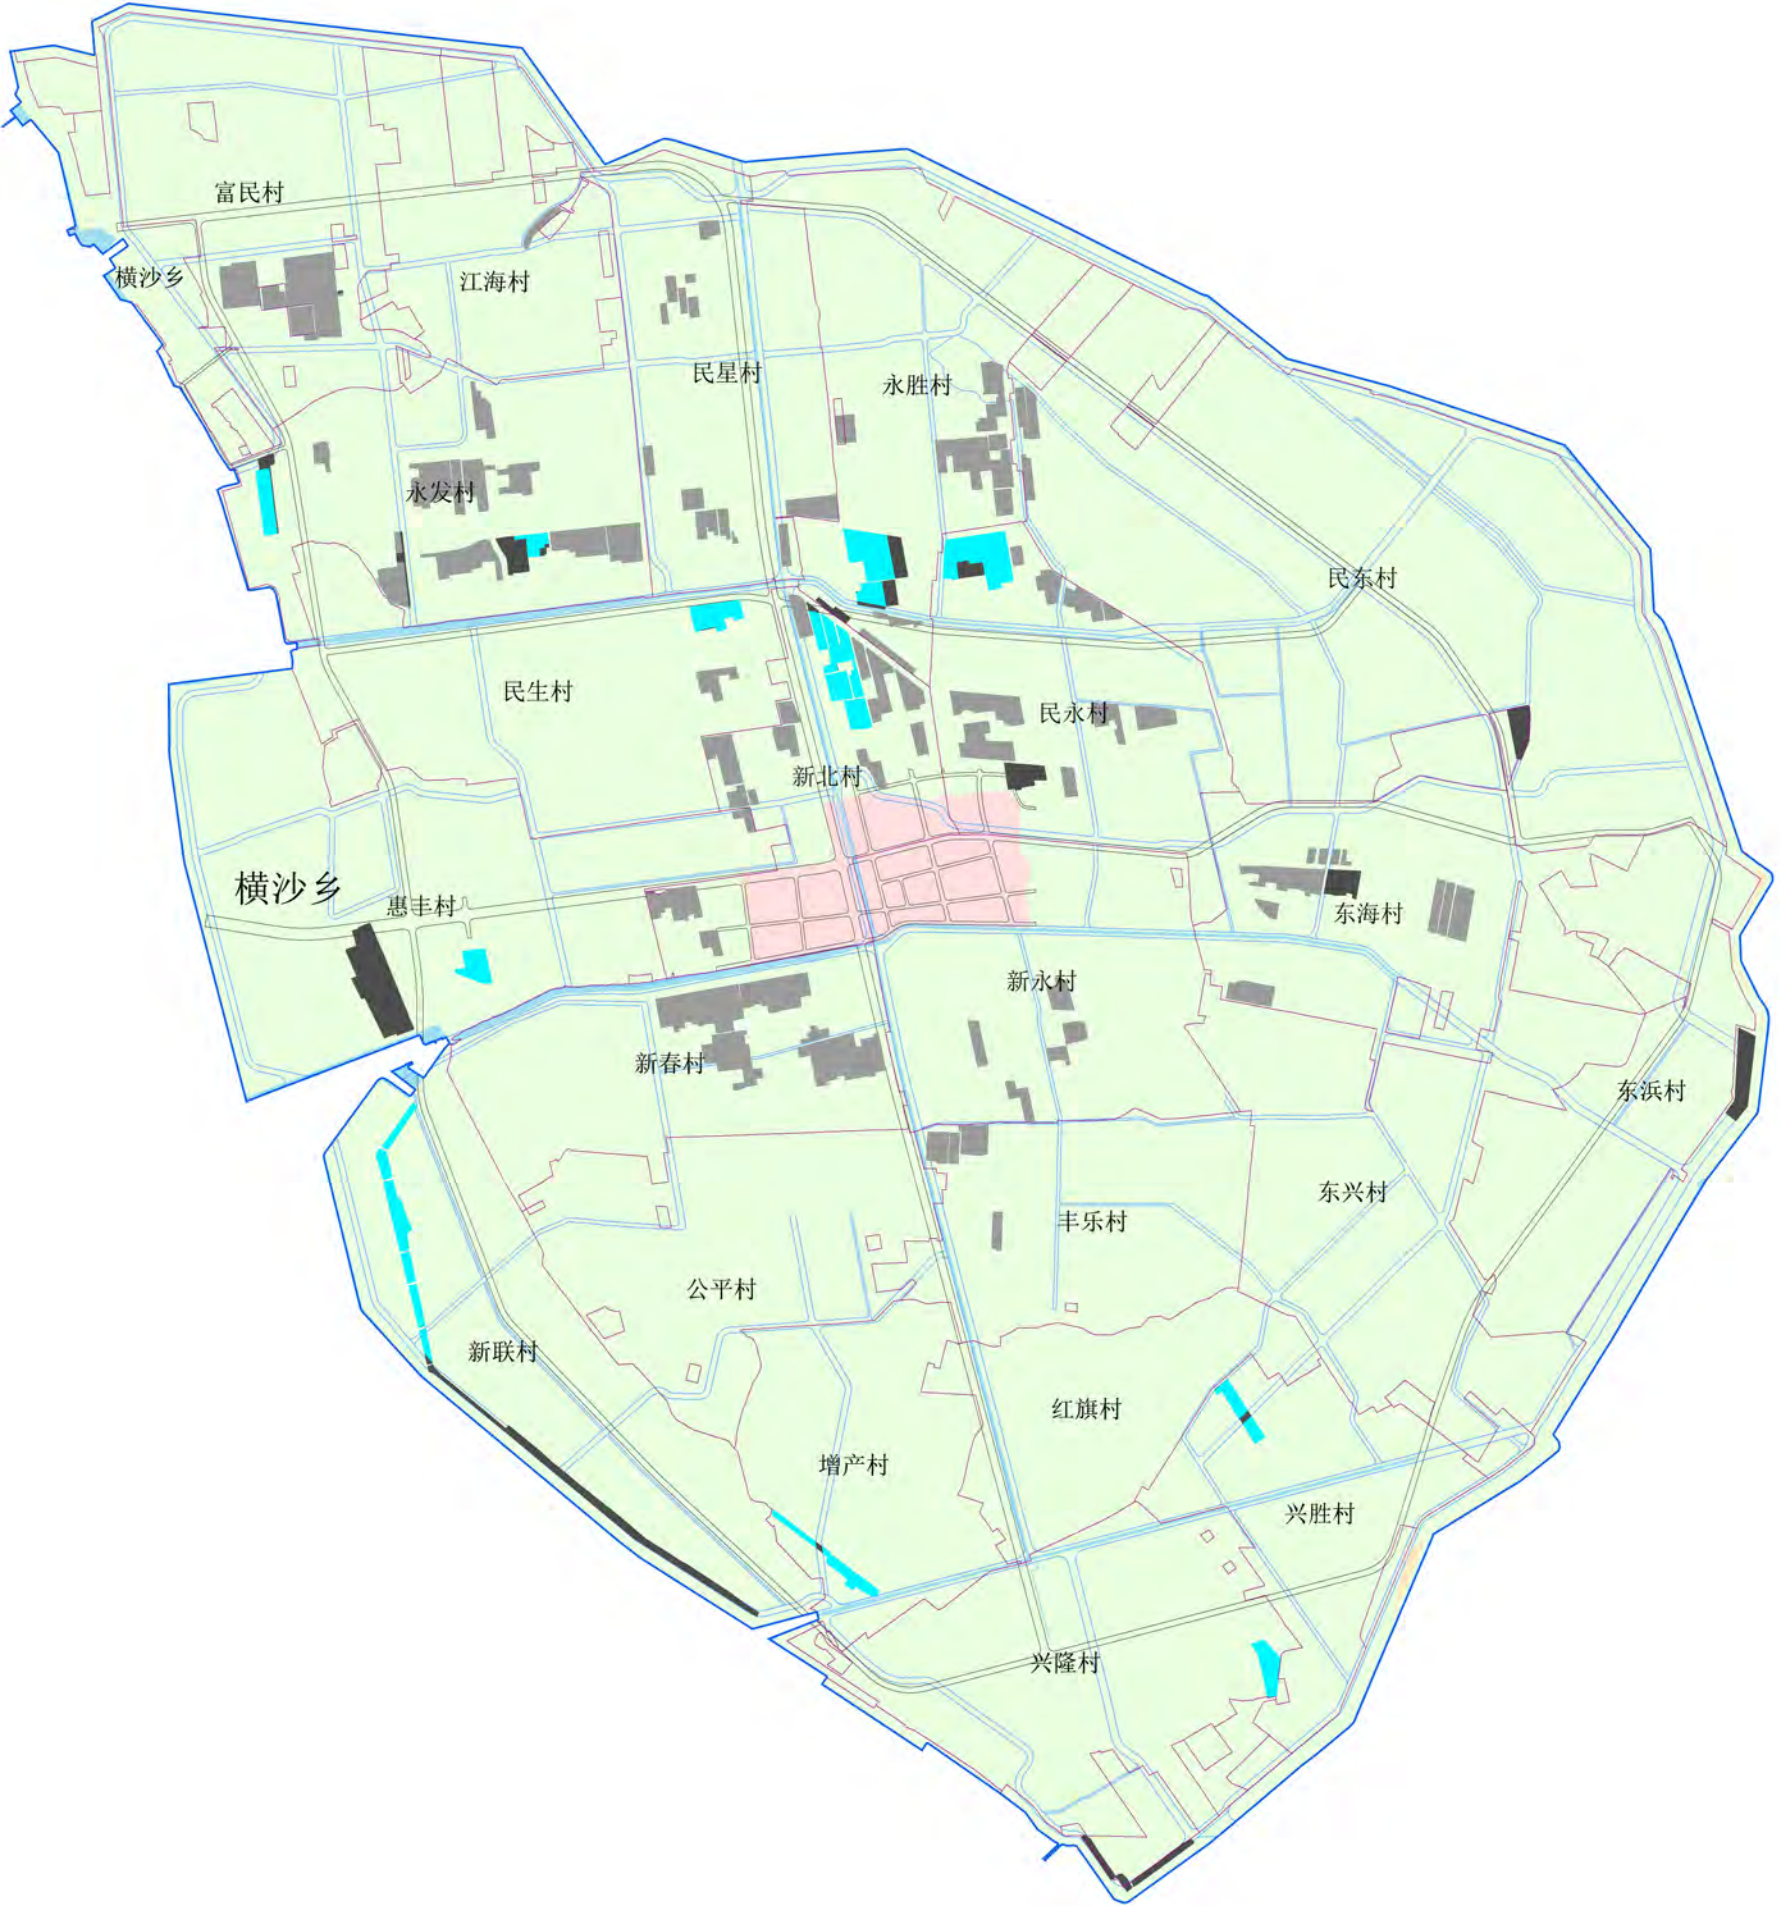 富民村
横沙乡
江海村
民星村
永胜村
永发村
民东村
民生村
民永村
新北村
横沙乡
惠丰村
东海村
新永村
新春村
东浜村
东兴村
丰乐村
公平村
新联村
红旗村
增产村
兴胜村
兴隆村